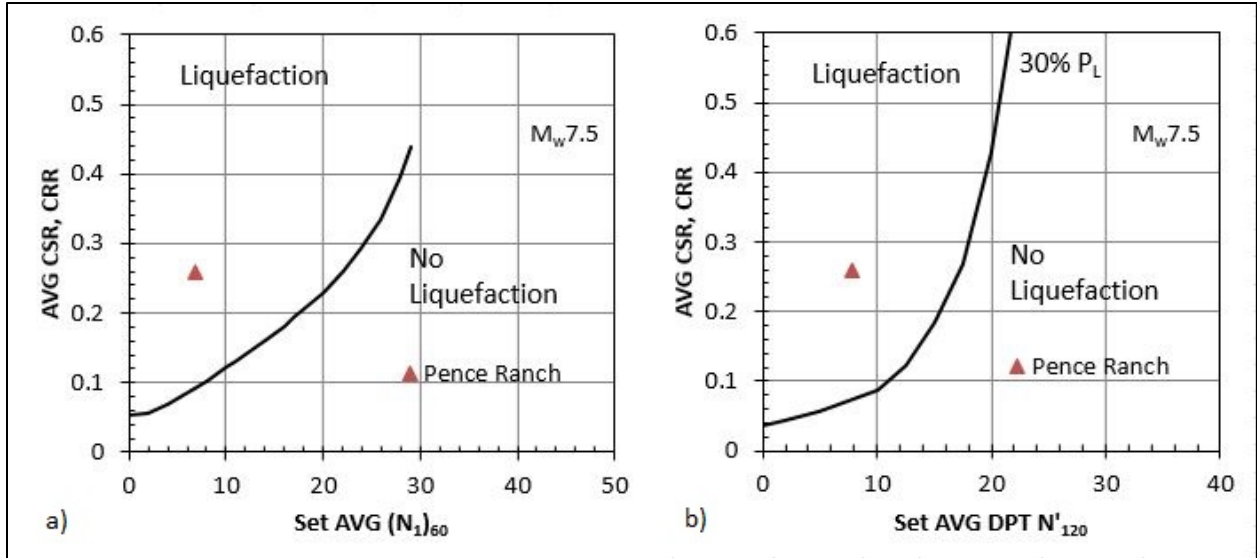 0.6
0.5
0.4
0.3
0.2
0.1
0
AVG CSR, CRR
Liquefaction
M_w7.5
No
Liquefaction
Pence Ranch
0 10 20 30 40 50
a)
Set AVG (N₁)₆₀
0.6
0.5
0.4
0.3
0.2
0.1
0
AVG CSR, CRR
Liquefaction
30% P_L
M_w7.5
No
Liquefaction
Pence Ranch
0 10 20 30 40
b)
Set AVG DPT N'₁₂₀